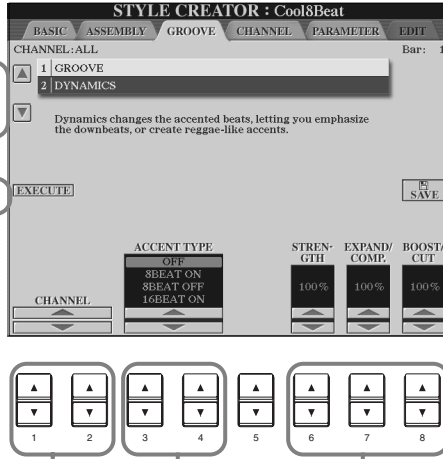 STYLE CREATOR : Cool8Beat
BASIC ASSEMBLY GROOVE CHANNEL PARAMETER EDIT
CHANNEL:ALL Bar: 1
1 GROOVE
2 DYNAMICS
Dynamics changes the accented beats, letting you emphasize
the downbeats, or create reggae-like accents.
EXECUTE
SAVE
ACCENT TYPE STREN- EXPAND/ BOOST/
GTH COMP. CUT
OFF
8BEAT ON
8BEAT OFF
16BEAT ON
100% 100% 100%
CHANNEL
1 2 3 4 5 6 7 8